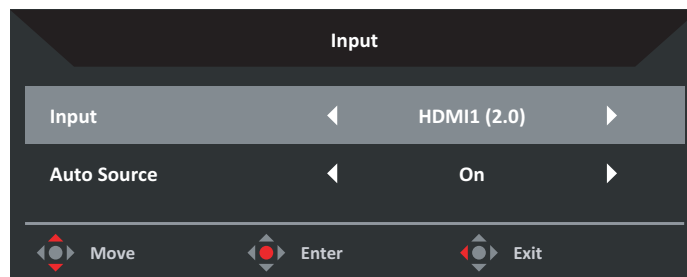 Input
Input HDMI1 (2.0)
Auto Source On
Move Enter Exit